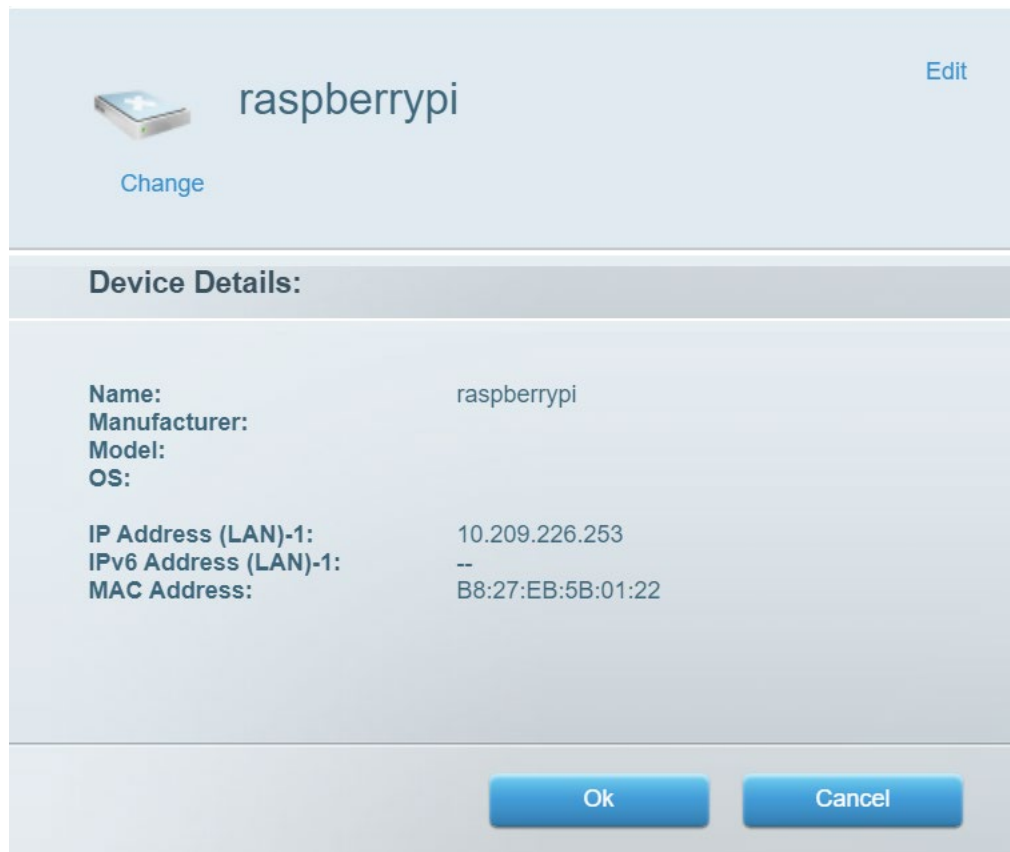 raspberrypi
Edit
Change
Device Details:
Name: raspberrypi
Manufacturer:
Model:
OS:
IP Address (LAN)-1: 10.209.226.253
IPv6 Address (LAN)-1: --
MAC Address: B8:27:EB:5B:01:22
Ok Cancel